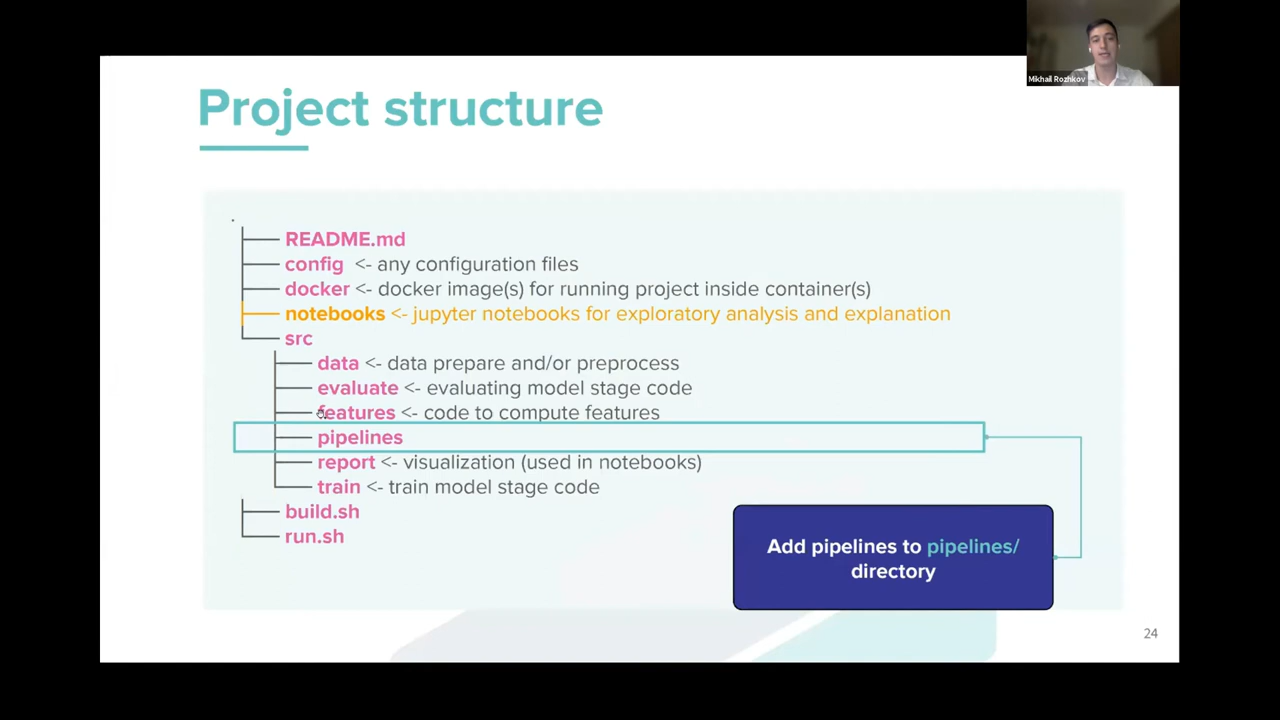 Mikhail Rozhkov
Project structure
.
README.md
config <- any configuration files
docker <- docker image(s) for running project inside container(s)
notebooks <- jupyter notebooks for exploratory analysis and explanation
src
data <- data prepare and/or preprocess
evaluate <- evaluating model stage code
features <- code to compute features
pipelines
report <- visualization (used in notebooks)
train <- train model stage code
build.sh
run.sh
Add pipelines to pipelines/
directory
24